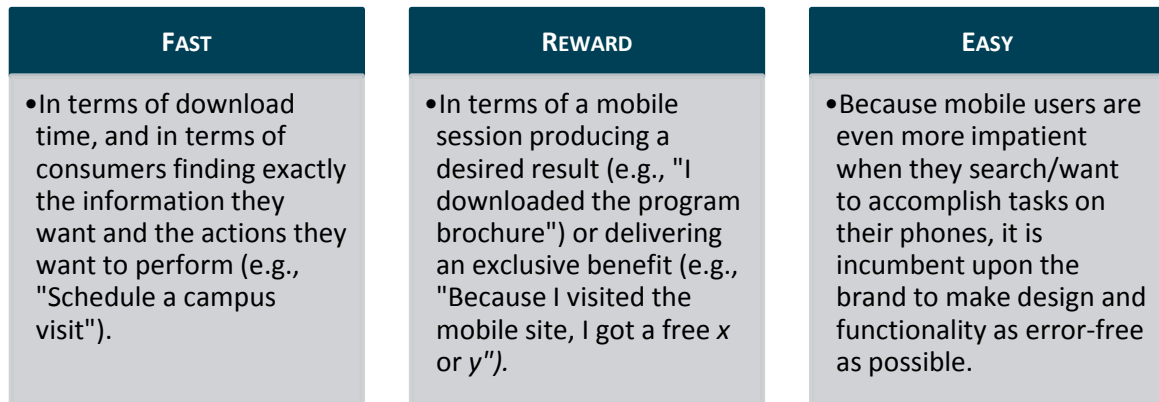 FAST
•In terms of download
time, and in terms of
consumers finding exactly
the information they
want and the actions they
want to perform (e.g.,
"Schedule a campus
visit").
REWARD
•In terms of a mobile
session producing a
desired result (e.g., "I
downloaded the program
brochure") or delivering
an exclusive benefit (e.g.,
"Because I visited the
mobile site, I got a free x
or y").
EASY
•Because mobile users are
even more impatient
when they search/want
to accomplish tasks on
their phones, it is
incumbent upon the
brand to make design and
functionality as error-free
as possible.